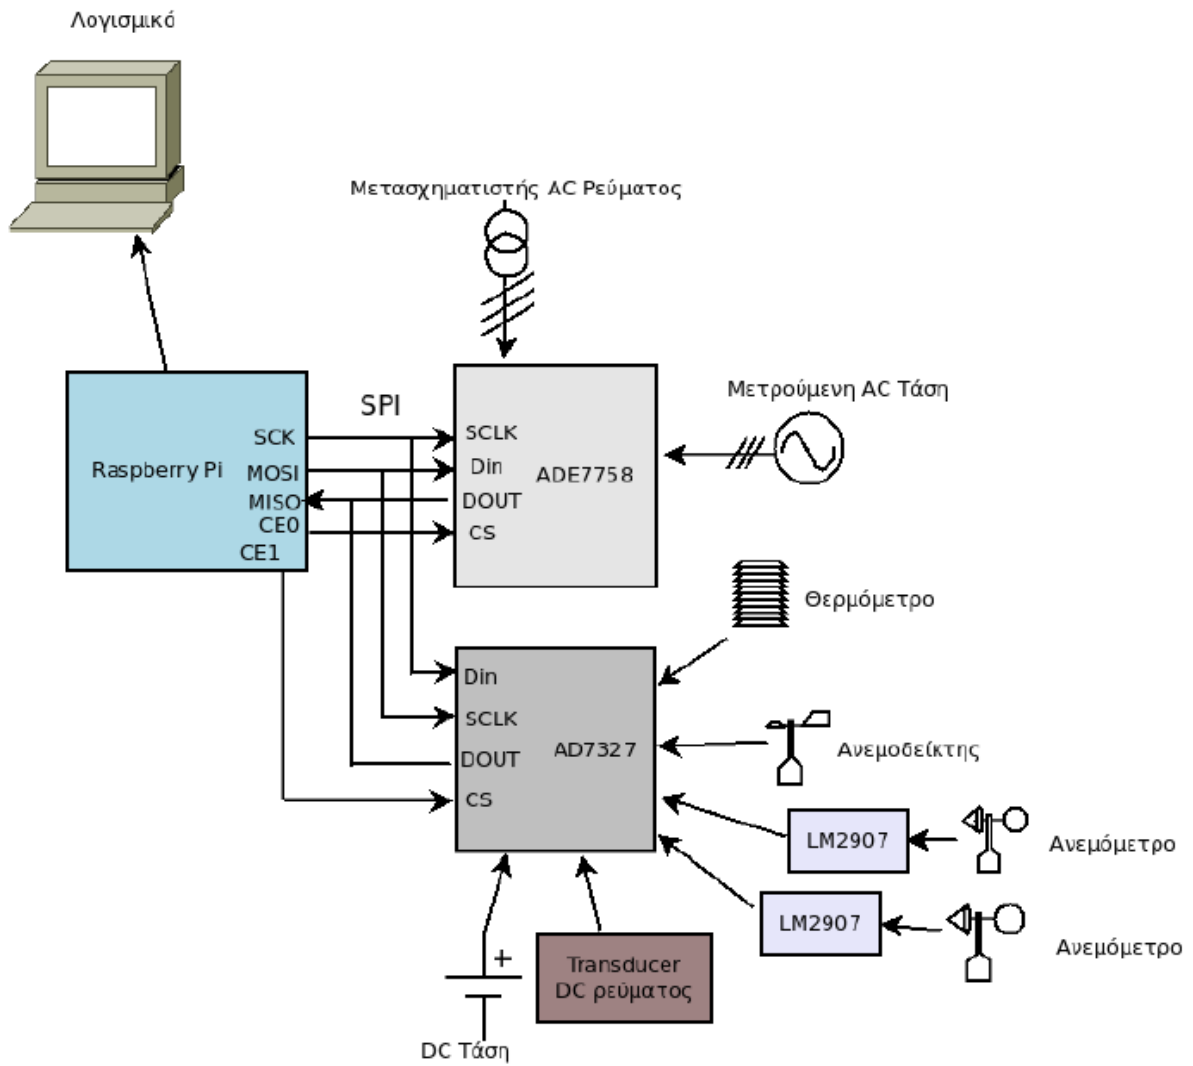 Λογισμικό
Μετασχηματιστής AC Ρεύματος
SPI
Μετρούμενη AC Τάση
Raspberry Pi
SCK
MOSI
MISO
CE0
CE1
SCLK
Din
DOUT
CS
ADE7758
Θερμόμετρο
Din
SCLK
DOUT
CS
AD7327
Ανεμοδείκτης
LM2907
Ανεμόμετρο
LM2907
Ανεμόμετρο
+
DC Τάση
Transducer
DC ρεύματος